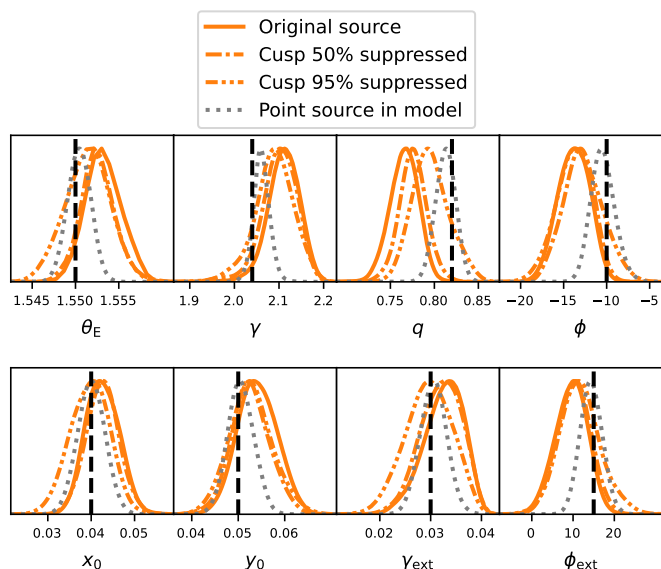 Original source
Cusp 50% suppressed
Cusp 95% suppressed
Point source in model
1.545 1.550 1.555 1.9 2.0 2.1 2.2 0.75 0.80 0.85 −20 −15 −10 −5
θ_E γ q ϕ
0.03 0.04 0.05 0.04 0.05 0.06 0.02 0.03 0.04 0 10 20
x₀ y₀ γ_ext ϕ_ext